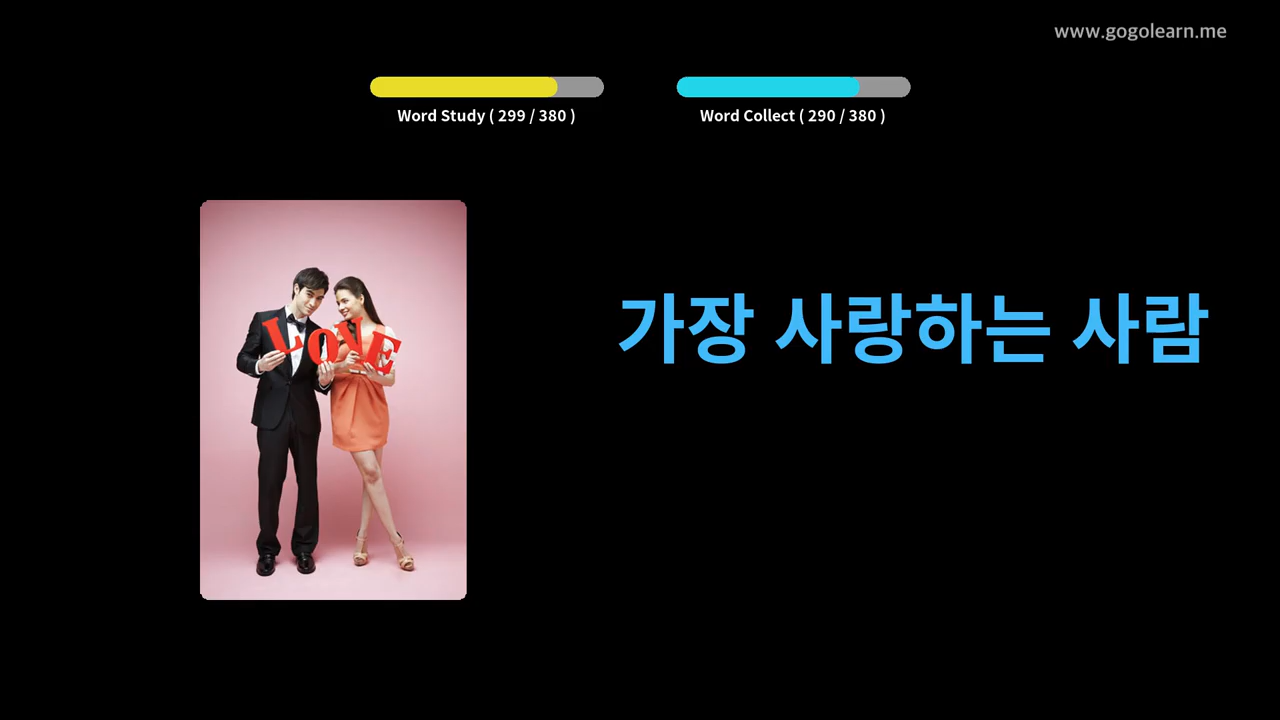 www.gogolearn.me
Word Study ( 299 / 380 )
Word Collect ( 290 / 380 )
LOVE
가장 사랑하는 사람